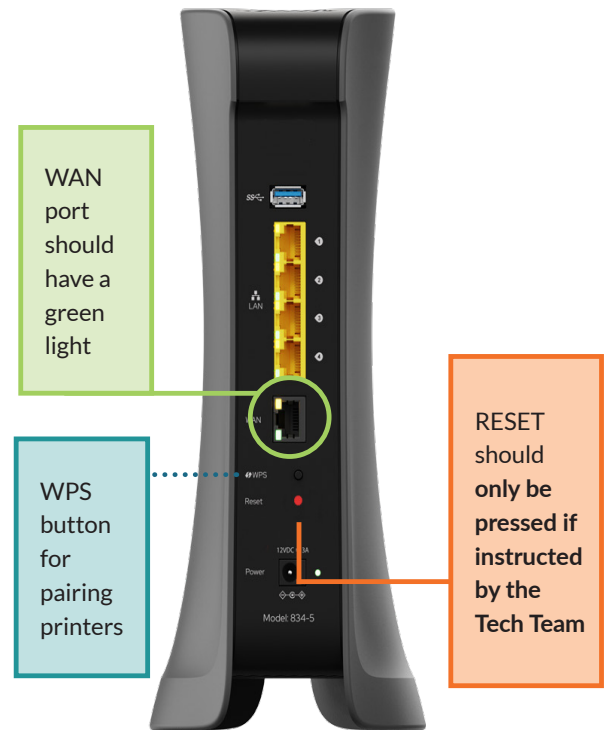 WAN
port
should
have a
green
light
SS
1
2
LAN
3
4
WAN
WPS
Reset
WPS
button
for
pairing
printers
RESET
should
only be
pressed if
instructed
by the
Tech Team
Power
Model: 834-5